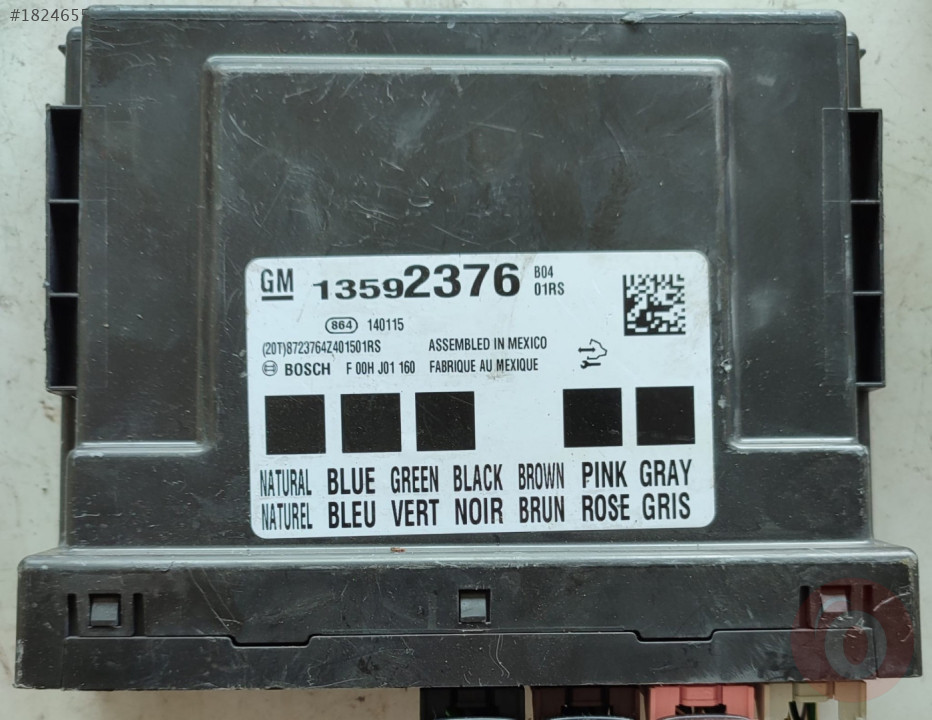 #182465
GM 13592376 B04
01RS
864 140115
(20T)8723764Z401501RS ASSEMBLED IN MEXICO
BOSCH F 00H J01 160 FABRIQUE AU MEXIQUE
NATURAL BLUE GREEN BLACK BROWN PINK GRAY
NATUREL BLEU VERT NOIR BRUN ROSE GRIS
M